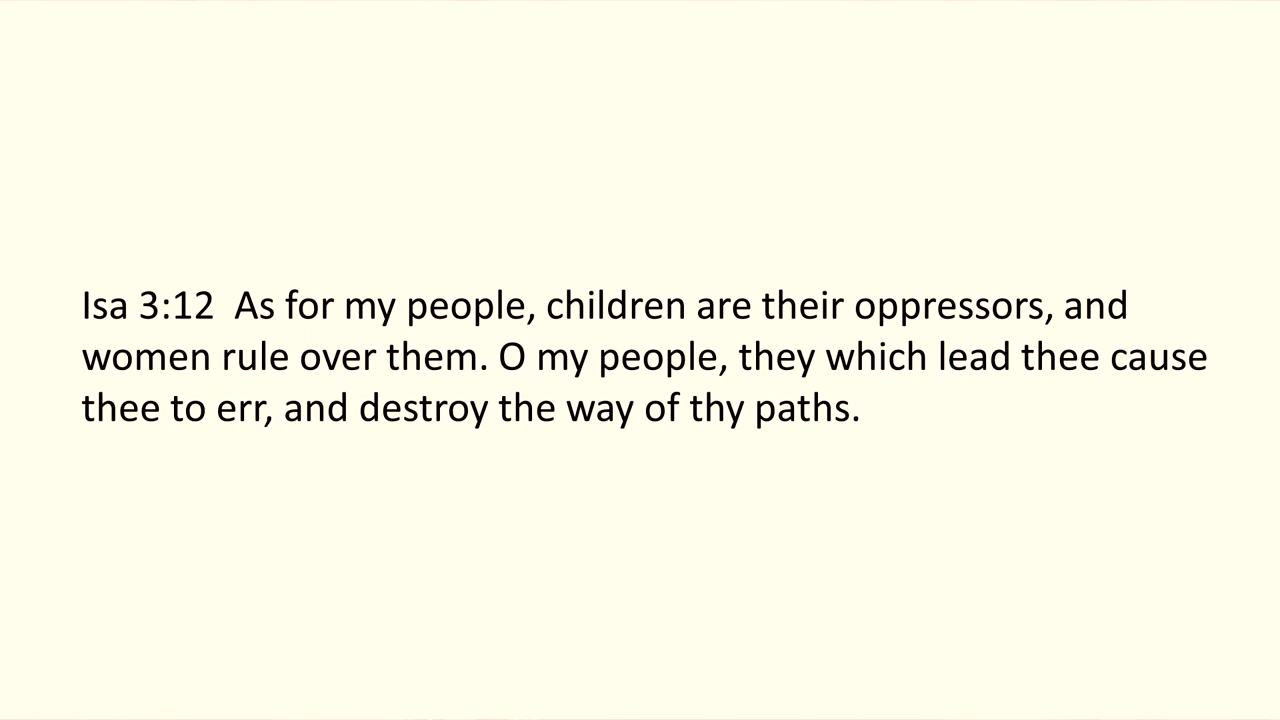 Isa 3:12  As for my people, children are their oppressors, and
women rule over them. O my people, they which lead thee cause
thee to err, and destroy the way of thy paths.